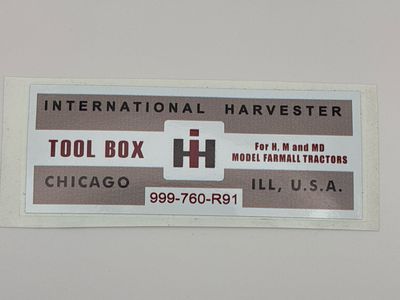 INTERNATIONAL HARVESTER
TOOL BOX
IH
For H, M and MD
MODEL FARMALL TRACTORS
CHICAGO ILL, U.S.A.
999-760-R91